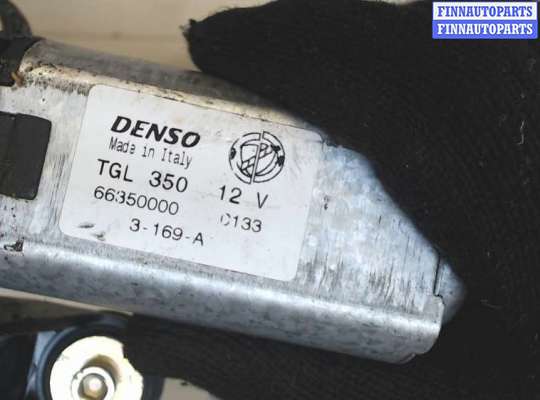 FINNAUTOPARTS
FINNAUTOPARTS
DENSO
Made in Italy
TGL 350 12 V
66350000 C133
3-169-A